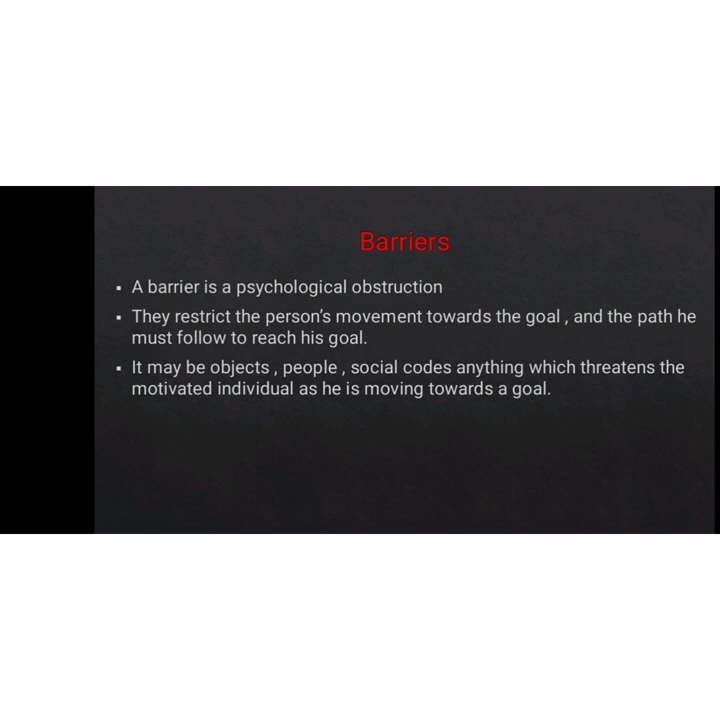 Barriers
▪ A barrier is a psychological obstruction
▪ They restrict the person's movement towards the goal , and the path he
must follow to reach his goal.
▪ It may be objects , people , social codes anything which threatens the
motivated individual as he is moving towards a goal.